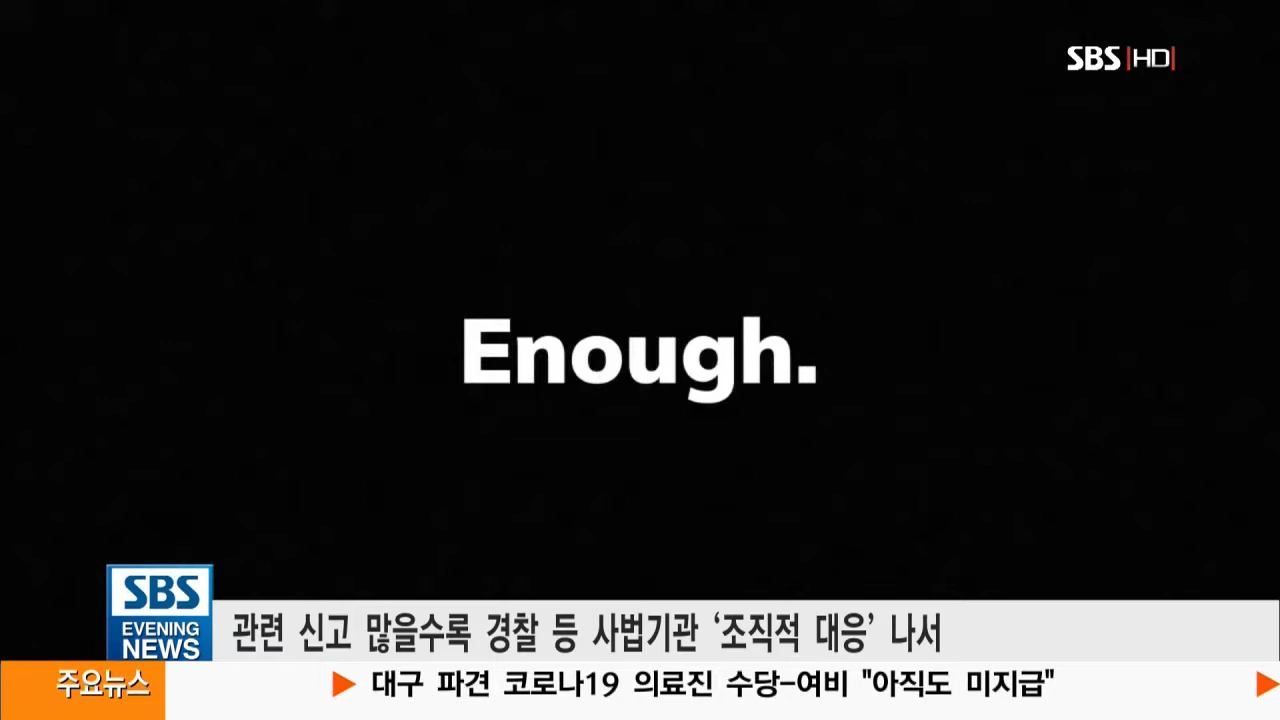 SBS HD
Enough.
SBS
EVENING
NEWS
관련 신고 많을수록 경찰 등 사법기관 ‘조직적 대응’ 나서
주요뉴스
▶ 대구 파견 코로나19 의료진 수당-여비 "아직도 미지급" ▶